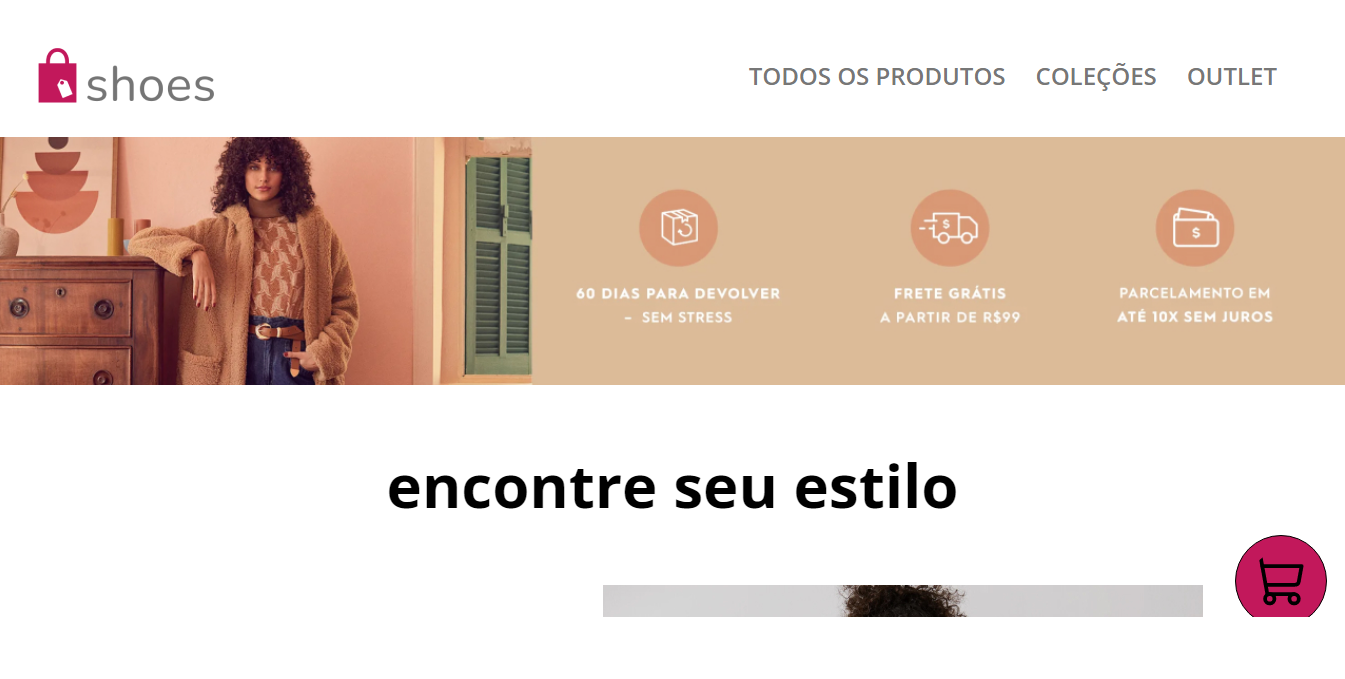 shoes
TODOS OS PRODUTOS COLEÇÕES OUTLET
60 DIAS PARA DEVOLVER
- SEM STRESS
FRETE GRÁTIS
A PARTIR DE R$99
PARCELAMENTO EM
ATÉ 10X SEM JUROS
encontre seu estilo